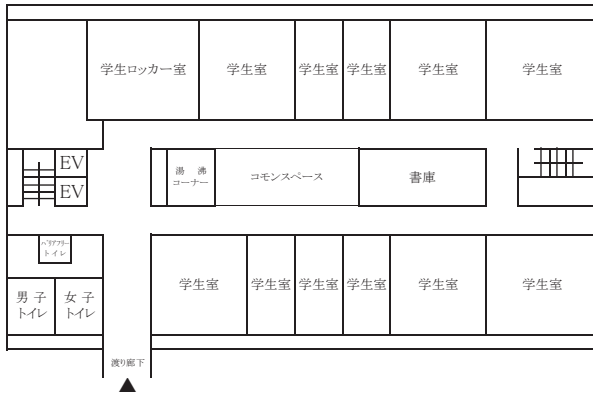 学生ロッカー室
学生室
学生室
学生室
学生室
学生室
EV
EV
湯 沸
コーナー
コモンスペース
書庫
バリアフリー
トイレ
男 子
トイレ
女 子
トイレ
学生室
学生室
学生室
学生室
学生室
学生室
渡り廊下